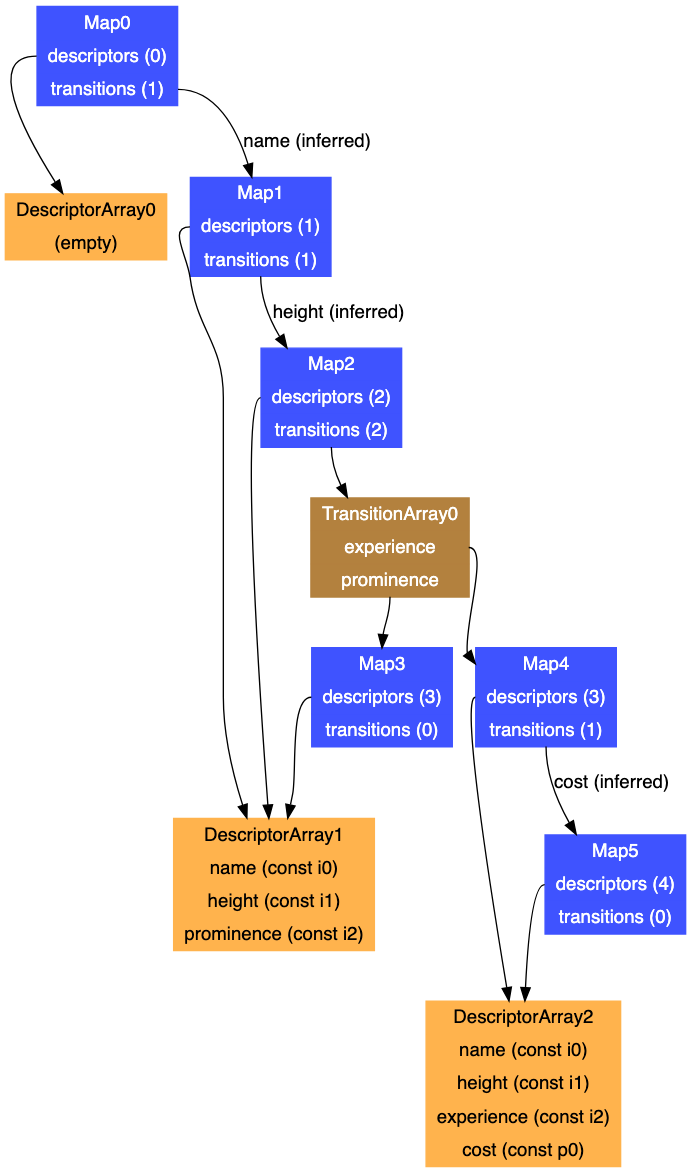 Map0
descriptors (0)
transitions (1)
name (inferred)
DescriptorArray0
(empty)
Map1
descriptors (1)
transitions (1)
height (inferred)
Map2
descriptors (2)
transitions (2)
TransitionArray0
experience
prominence
Map3
descriptors (3)
transitions (0)
Map4
descriptors (3)
transitions (1)
cost (inferred)
DescriptorArray1
name (const i0)
height (const i1)
prominence (const i2)
Map5
descriptors (4)
transitions (0)
DescriptorArray2
name (const i0)
height (const i1)
experience (const i2)
cost (const p0)